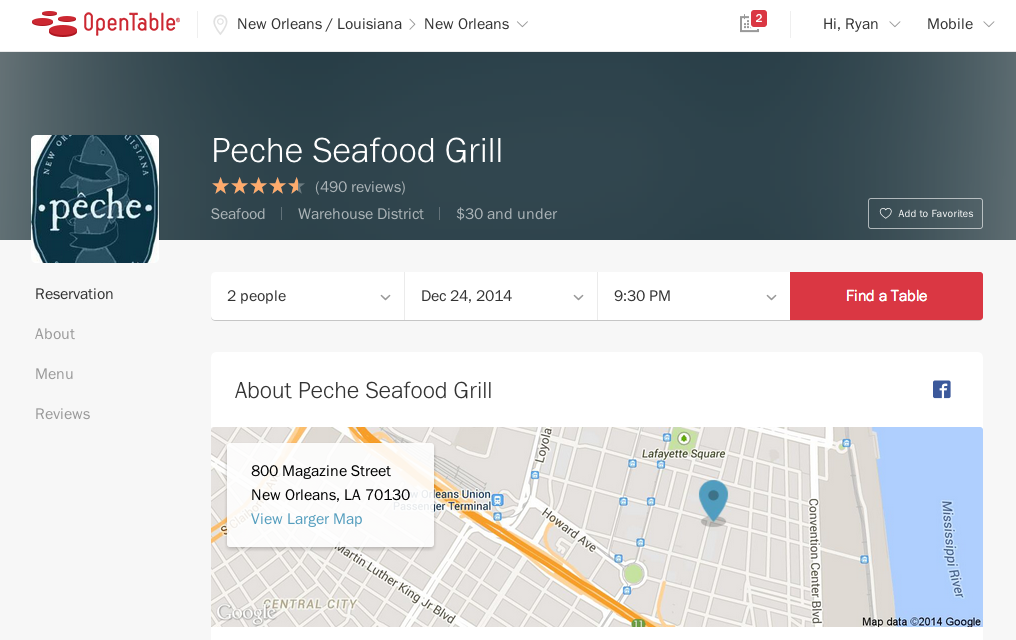 OpenTable®
New Orleans / Louisiana
New Orleans
2
Hi, Ryan
Mobile
NEW OR
UISIANA
pêche
Peche Seafood Grill
(490 reviews)
Seafood
Warehouse District
$30 and under
Add to Favorites
Reservation
About
Menu
Reviews
2 people
Dec 24, 2014
9:30 PM
Find a Table
About Peche Seafood Grill
800 Magazine Street
New Orleans, LA 70130
View Larger Map
Loyola
Lafayette Square
New Orleans Union
Passenger Terminal
Howard Ave
Convention Center Blvd
Mississippi River
Martin Luther King Jr Blvd
CENTRAL CITY
11
Google
Map data ©2014 Google